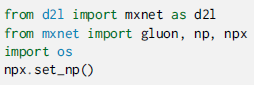 from d2l import mxnet as d2l
from mxnet import gluon, np, npx
import os
npx.set_np()